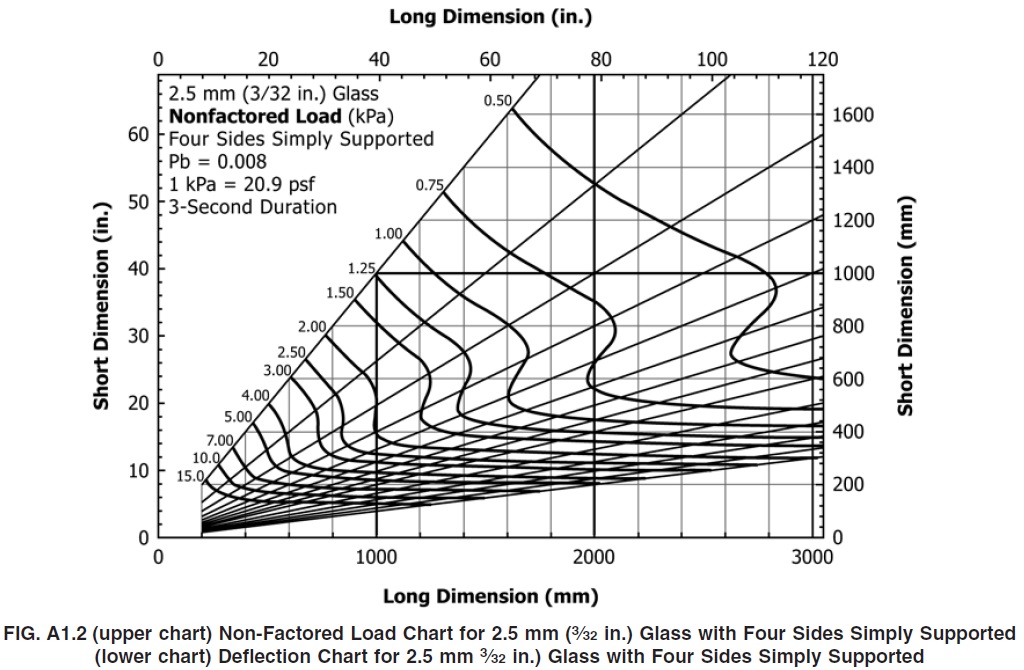 Long Dimension (in.)
0 20 40 60 80 100 120
2.5 mm (3/32 in.) Glass
Nonfactored Load (kPa)
Four Sides Simply Supported
Pb = 0.008
1 kPa = 20.9 psf
3-Second Duration
Short Dimension (in.)
60
50
40
30
20
10
0
0.50
0.75
1.00
1.25
1.50
2.00
2.50
3.00
4.00
5.00
7.00
10.0
15.0
1600
1400
1200
1000
800
600
400
200
0
Short Dimension (mm)
0 1000 2000 3000
Long Dimension (mm)
FIG. A1.2 (upper chart) Non-Factored Load Chart for 2.5 mm (3⁄32 in.) Glass with Four Sides Simply Supported
(lower chart) Deflection Chart for 2.5 mm 3⁄32 in.) Glass with Four Sides Simply Supported